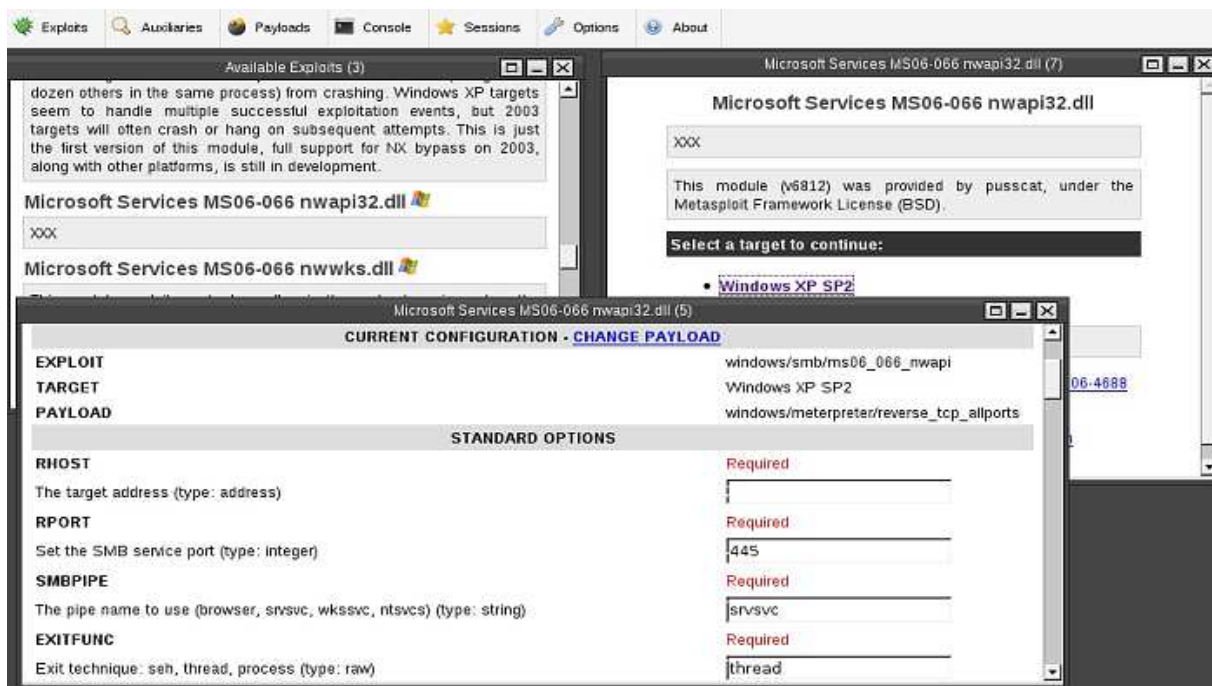 Exploits Auxiliaries Payloads Console Sessions Options About
Available Exploits (3)
dozen others in the same process) from crashing. Windows XP targets
seem to handle multiple successful exploitation events, but 2003
targets will often crash or hang on subsequent attempts. This is just
the first version of this module, full support for NX bypass on 2003,
along with other platforms, is still in development.
Microsoft Services MS06-066 nwapi32.dll
XXX
Microsoft Services MS06-066 nwwks.dll
Microsoft Services MS06-066 nwapi32.dll (7)
Microsoft Services MS06-066 nwapi32.dll
XXX
This module (v6812) was provided by pusscat, under the
Metasploit Framework License (BSD).
Select a target to continue:
• Windows XP SP2
06-4688
Microsoft Services MS06-066 nwapi32.dll (5)
CURRENT CONFIGURATION - CHANGE PAYLOAD
EXPLOIT windows/smb/ms06_066_nwapi
TARGET Windows XP SP2
PAYLOAD windows/meterpreter/reverse_tcp_allports
STANDARD OPTIONS
RHOST Required
The target address (type: address)
RPORT Required
Set the SMB service port (type: integer) 445
SMBPIPE Required
The pipe name to use (browser, srvsvc, wkssvc, ntsvcs) (type: string) srvsvc
EXITFUNC Required
Exit technique: seh, thread, process (type: raw) thread